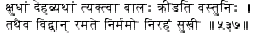 क्षुधां देहव्यथां त्यक्त्वा बालः क्रीडति वस्तुनिः ।
तथैव विद्वान् रमते निर्ममो निरहं सुखी ॥ ५३७॥